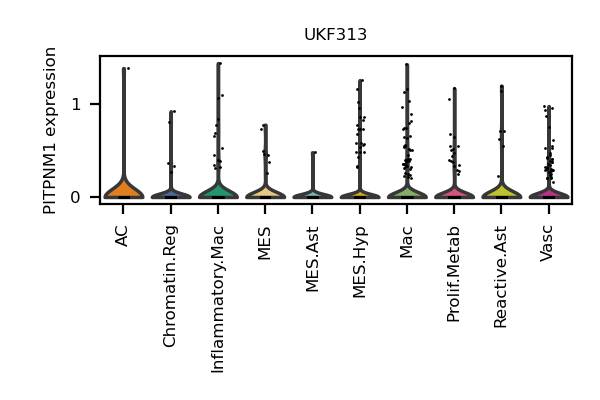 UKF313
PITPNM1 expression
1
0
AC
Chromatin.Reg
Inflammatory.Mac
MES
MES.Ast
MES.Hyp
Mac
Prolif.Metab
Reactive.Ast
Vasc